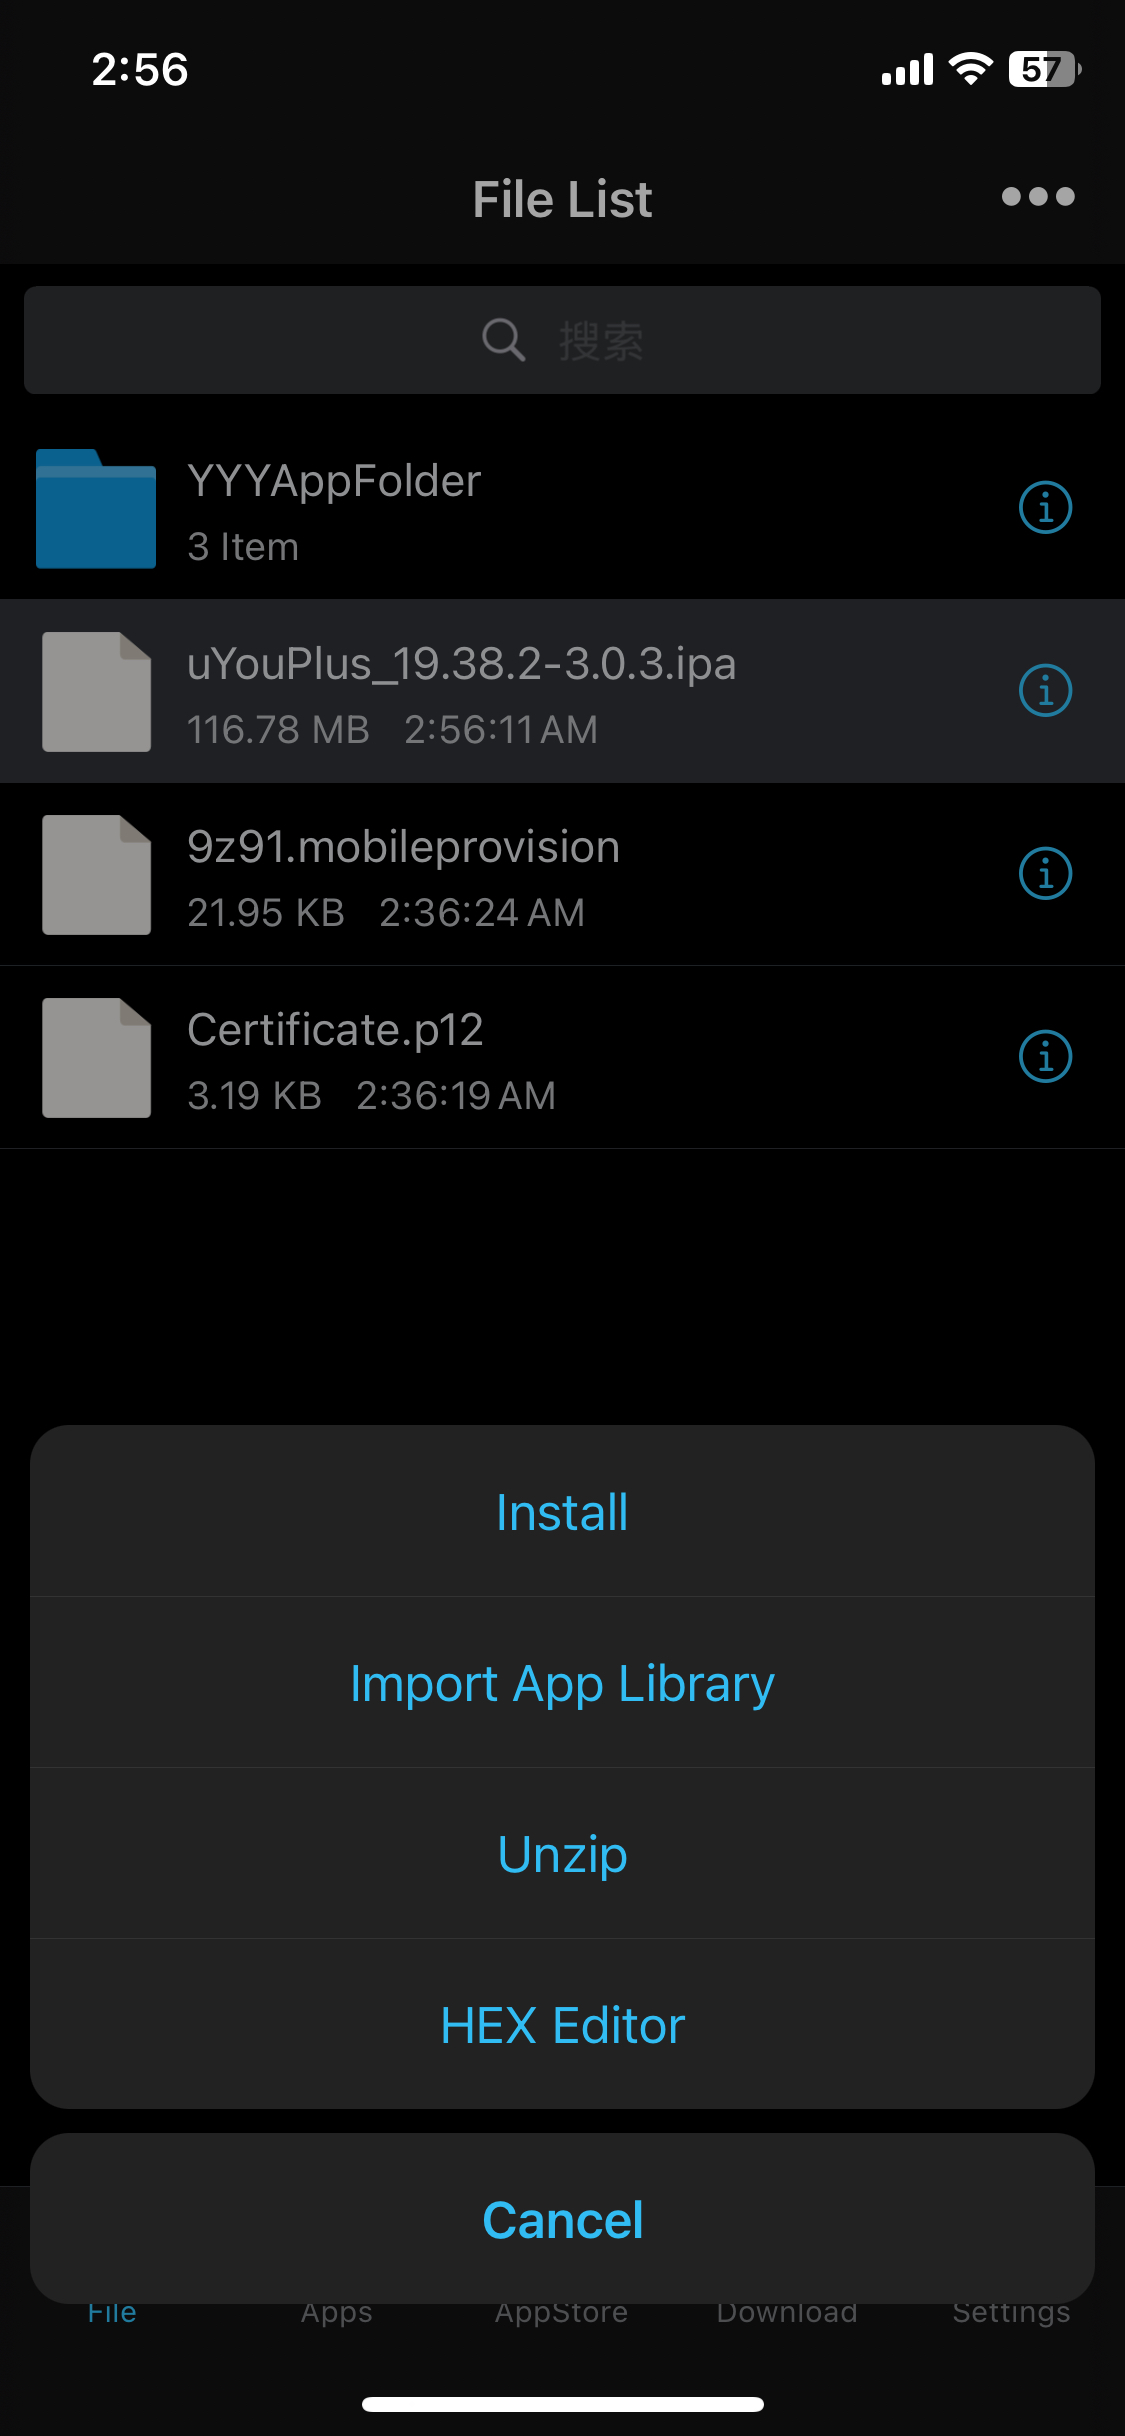 2:56
57
File List
搜索
YYYAppFolder
3 Item
uYouPlus_19.38.2-3.0.3.ipa
116.78 MB 2:56:11 AM
9z91.mobileprovision
21.95 KB 2:36:24 AM
Certificate.p12
3.19 KB 2:36:19 AM
Install
Import App Library
Unzip
HEX Editor
Cancel
File Apps AppStore Download Settings